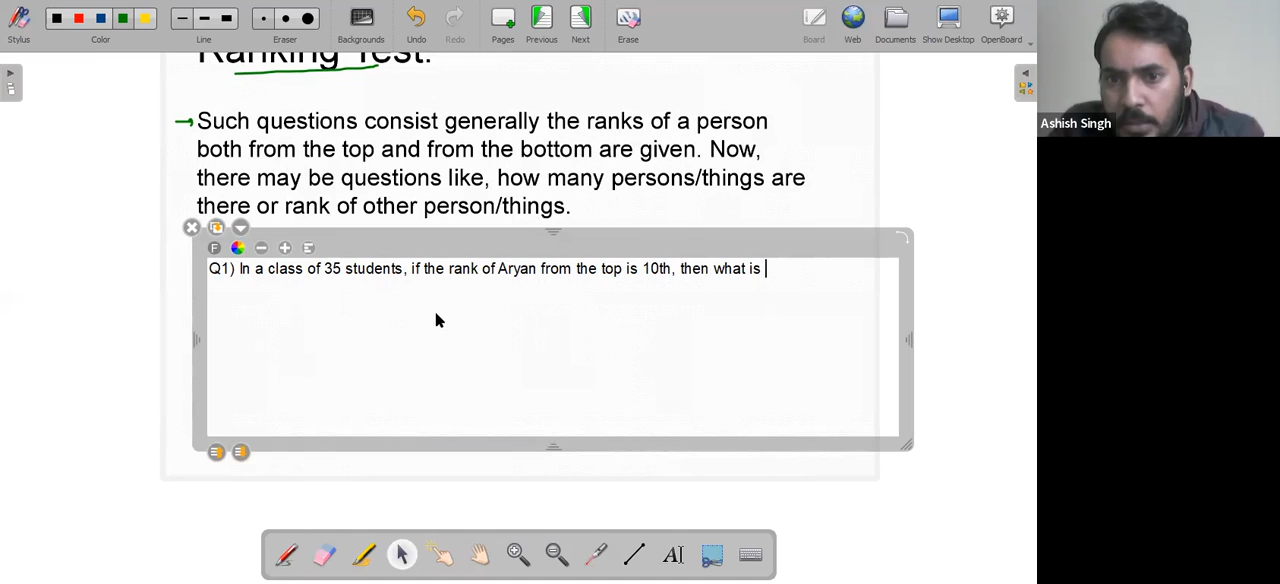 Stylus
Color
Line
Eraser
Backgrounds
Undo
Redo
Pages
Previous
Next
Erase
Board
Web
Documents
Show Desktop
OpenBoard
Ranking Test:
Ashish Singh
→Such questions consist generally the ranks of a person
both from the top and from the bottom are given. Now,
there may be questions like, how many persons/things are
there or rank of other person/things.
F
Q1) In a class of 35 students, if the rank of Aryan from the top is 10th, then what is
AI